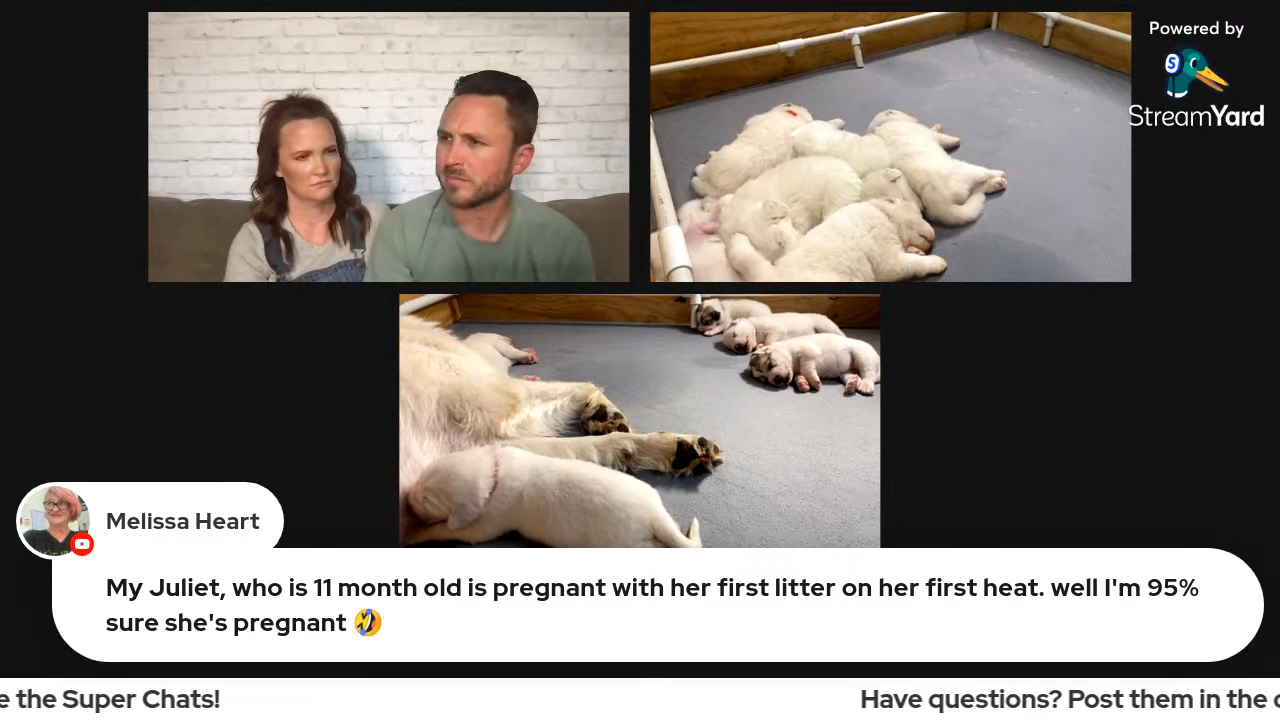 Powered by
StreamYard
Melissa Heart
My Juliet, who is 11 month old is pregnant with her first litter on her first heat. well I'm 95%
sure she's pregnant 🤣
e the Super Chats!
Have questions? Post them in the c